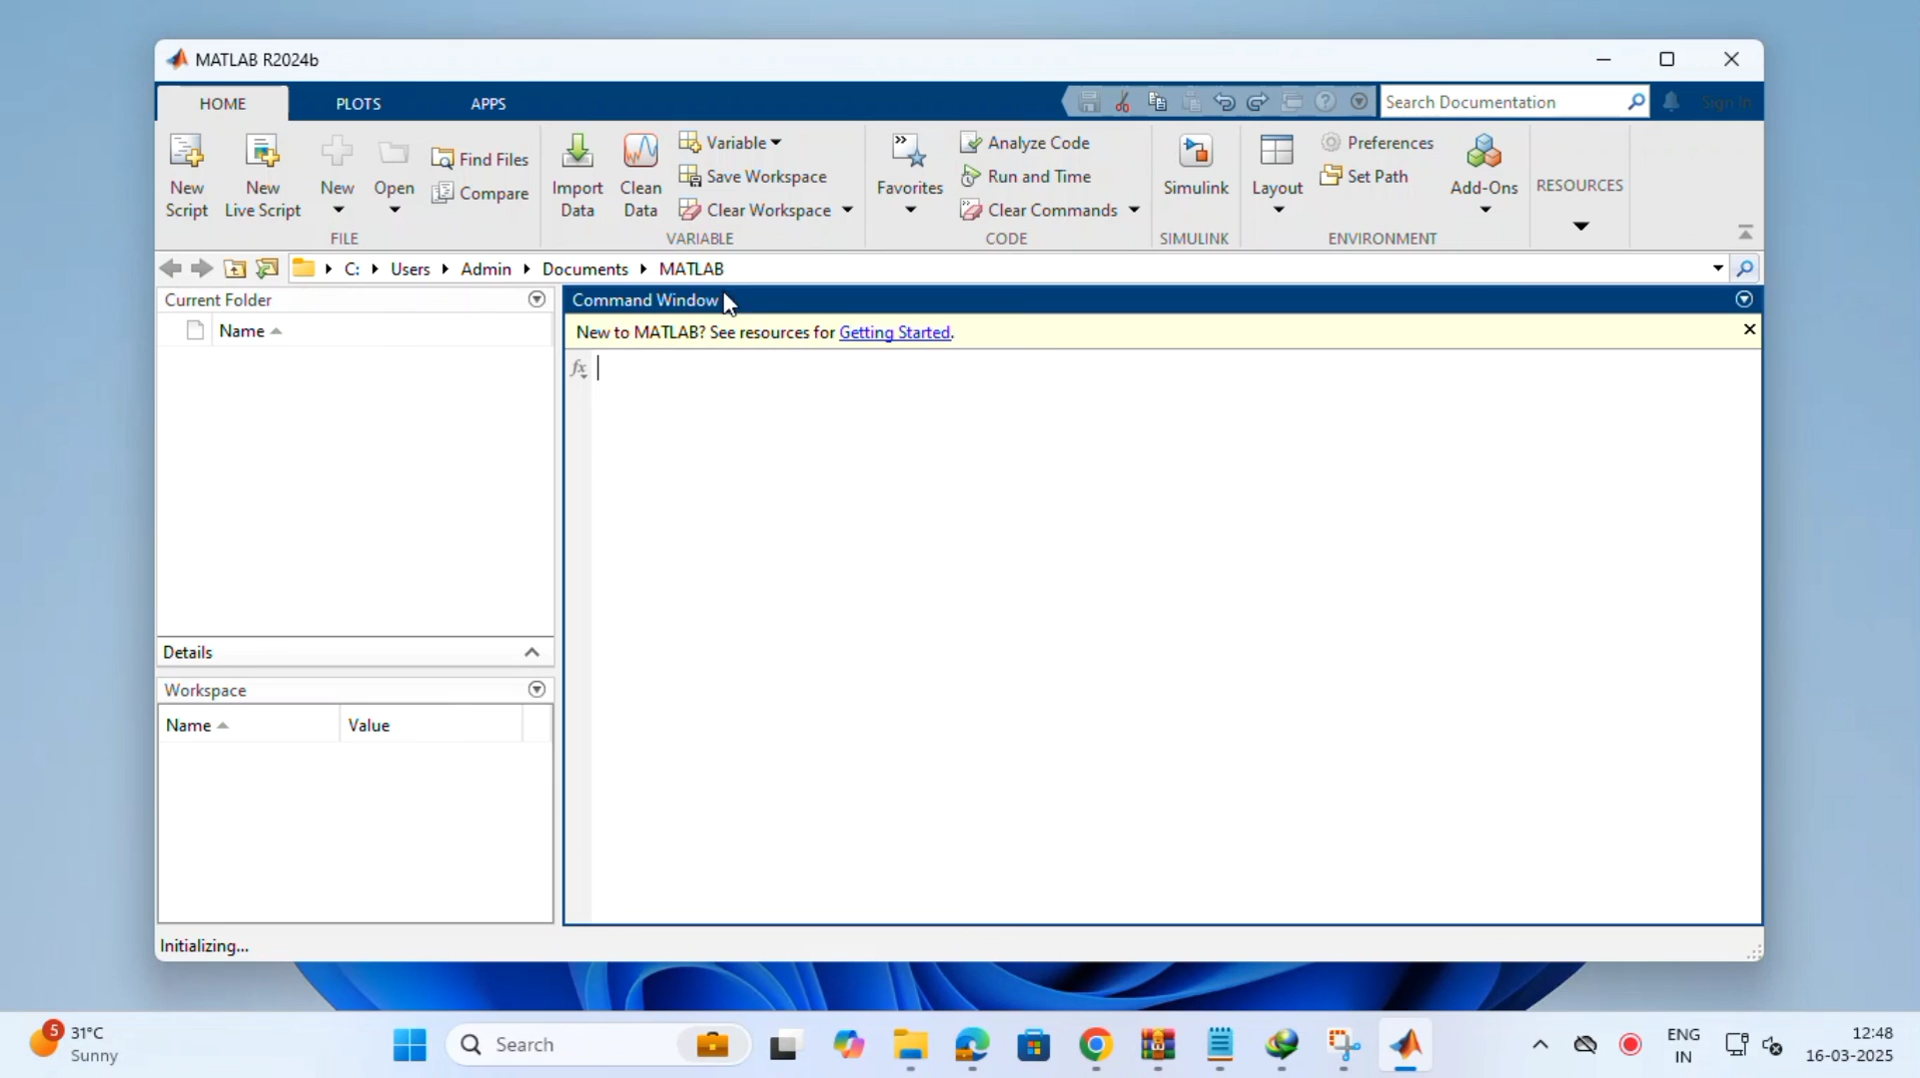 MATLAB R2024b
HOME PLOTS APPS Search Documentation Sign In
New Script
New Live Script
New
Open
Find Files
Compare
FILE
Import Data
Clean Data
Variable
Save Workspace
Clear Workspace
VARIABLE
Favorites
Analyze Code
Run and Time
Clear Commands
CODE
Simulink
SIMULINK
Layout
Preferences
Set Path
Add-Ons
ENVIRONMENT
RESOURCES
C: Users Admin Documents MATLAB
Current Folder
Name
Details
Workspace
Name Value
Command Window
New to MATLAB? See resources for Getting Started.
fx
Initializing...
5
31°C
Sunny
Search
ENG
IN
12:48
16-03-2025